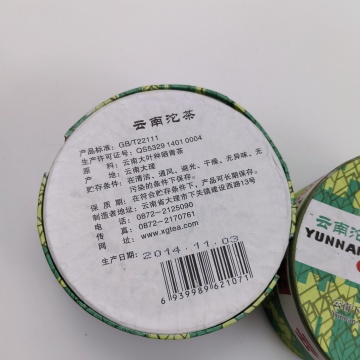 云南沱茶
产品标准：GB/T22111
生产许可证号：QS5329 1401 0004
原　料：云南大叶种晒青茶
产　地：云南大理
贮存条件：在清洁、通风、避光、干燥、无异味、无
污染的条件下保存。
保 质 期：在符合贮存条件下，产品可长期保存。
制造者地址：云南省大理市下关镇建设西路13号
电　话：0872-2125090
传　真：0872-2170761
网　址：www.xgtea.com
生产日期：2014.11.03
6939989621071
云南沱
YUNNA